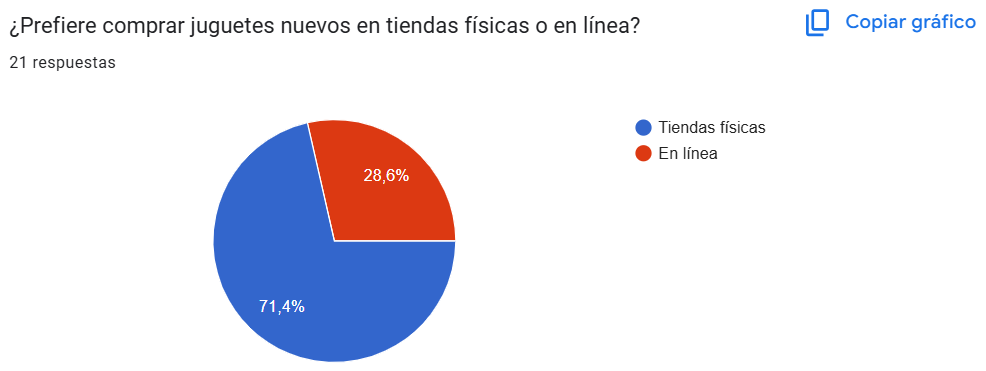 ¿Prefiere comprar juguetes nuevos en tiendas físicas o en línea?
Copiar gráfico
21 respuestas
Tiendas físicas
En línea
28,6%
71,4%